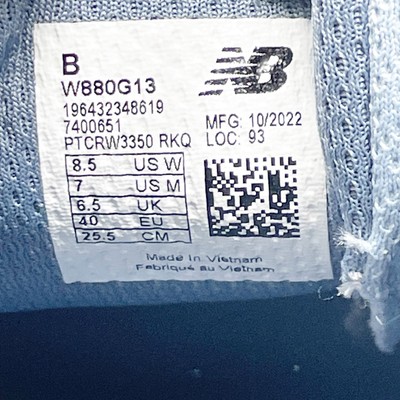 B
W880G13
196432348619
7400651
PTCRW3350 RKQ
NB
MFG: 10/2022
LOC: 93
8.5 US W
7 US M
6.5 UK
40 EU
25.5 CM
Made in Vietnam
Fabriqué au Vietnam